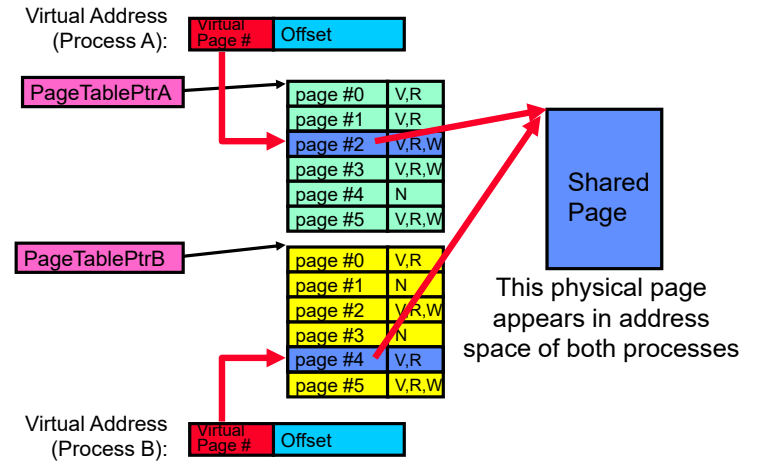 Virtual Address
(Process A):
Virtual
Page #
Offset
PageTablePtrA
page #0 V,R
page #1 V,R
page #2 V,R,W
page #3 V,R,W
page #4 N
page #5 V,R,W
Shared
Page
This physical page
appears in address
space of both processes
PageTablePtrB
page #0 V,R
page #1 N
page #2 V,R,W
page #3 N
page #4 V,R
page #5 V,R,W
Virtual Address
(Process B):
Virtual
Page #
Offset